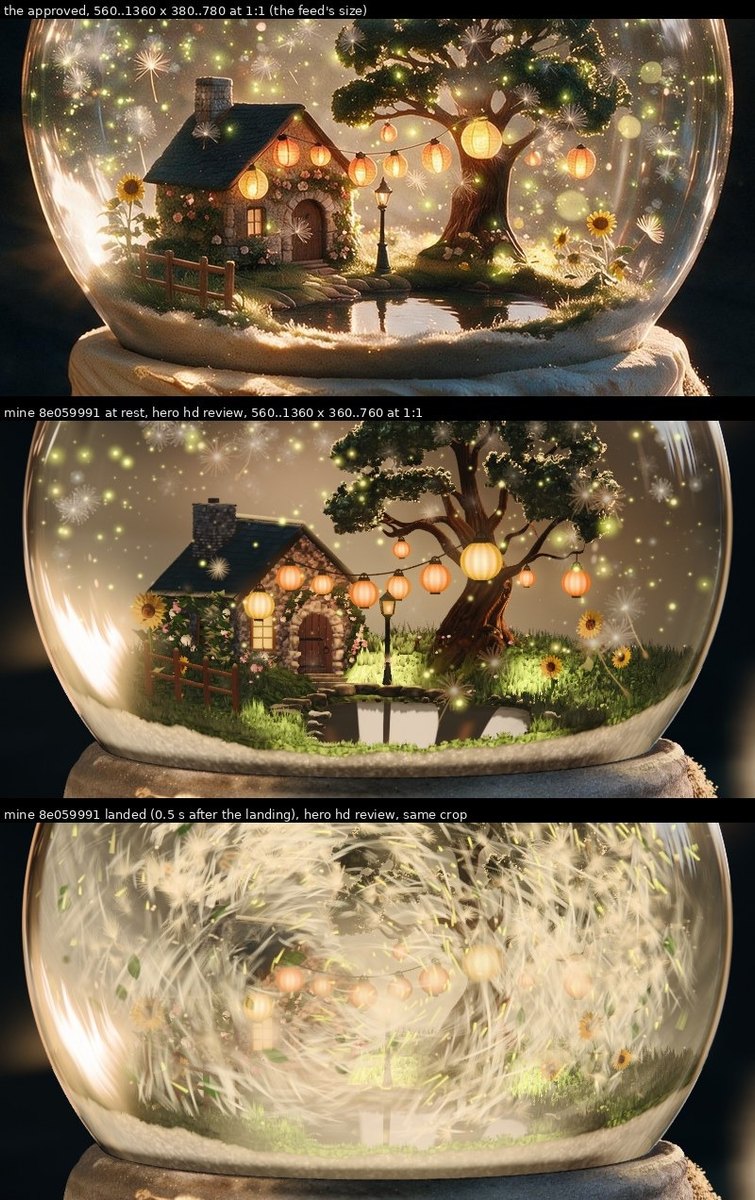 the approved, 560..1360 x 380..780 at 1:1 (the feed's size)
mine 8e059991 at rest, hero hd review, 560..1360 x 360..760 at 1:1
mine 8e059991 landed (0.5 s after the landing), hero hd review, same crop